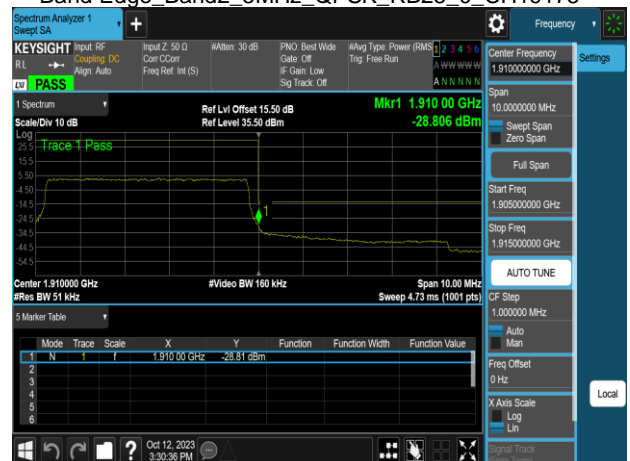 Band Edge_Band2_5MHz_QPSK_RB25_0_CH19175
Spectrum Analyzer 1
Swept SA
Frequency
KEYSIGHT
RL
Input: RF
Coupling: DC
Align: Auto
Input Z: 50 Ω
Corr CCorr
Freq Ref: Int (S)
#Atten: 30 dB
PNO: Best Wide
Gate: Off
IF Gain: Low
Sig Track: Off
#Avg Type: Power (RMS
Trig: Free Run
1 2 3 4 5 6
A W W W W W
A N N N N N
LXI PASS
Center Frequency
1.910000000 GHz
Settings
1 Spectrum
Scale/Div 10 dB
Ref Lvl Offset 15.50 dB
Ref Level 35.50 dBm
Mkr1 1.910 00 GHz
-28.806 dBm
Span
10.0000000 MHz
Swept Span
Zero Span
Log
Trace 1 Pass
25.5
15.5
5.50
-4.50
-14.5
-24.5
-34.5
-44.5
-54.5
1
Full Span
Start Freq
1.905000000 GHz
Stop Freq
1.915000000 GHz
AUTO TUNE
Center 1.910000 GHz
#Res BW 51 kHz
#Video BW 160 kHz
Span 10.00 MHz
Sweep 4.73 ms (1001 pts)
CF Step
1.000000 MHz
Auto
Man
5 Marker Table
Mode Trace Scale X Y Function Function Width Function Value
1 N 1 f 1.910 00 GHz -28.81 dBm
2
3
4
5
6
Freq Offset
0 Hz
X Axis Scale
Log
Lin
Local
Signal Track
Oct 12, 2023
3:30:36 PM